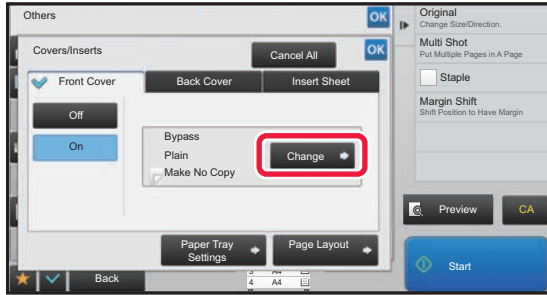 Others
OK
Covers/Inserts
Cancel All
OK
Front Cover
Back Cover
Insert Sheet
Off
On
Bypass
Plain
Make No Copy
Change
Paper Tray
Settings
Page Layout
Back
A4
4 A4
Original
Change Size/Direction.
Multi Shot
Put Multiple Pages in A Page
Staple
Margin Shift
Shift Position to Have Margin
Preview
CA
Start